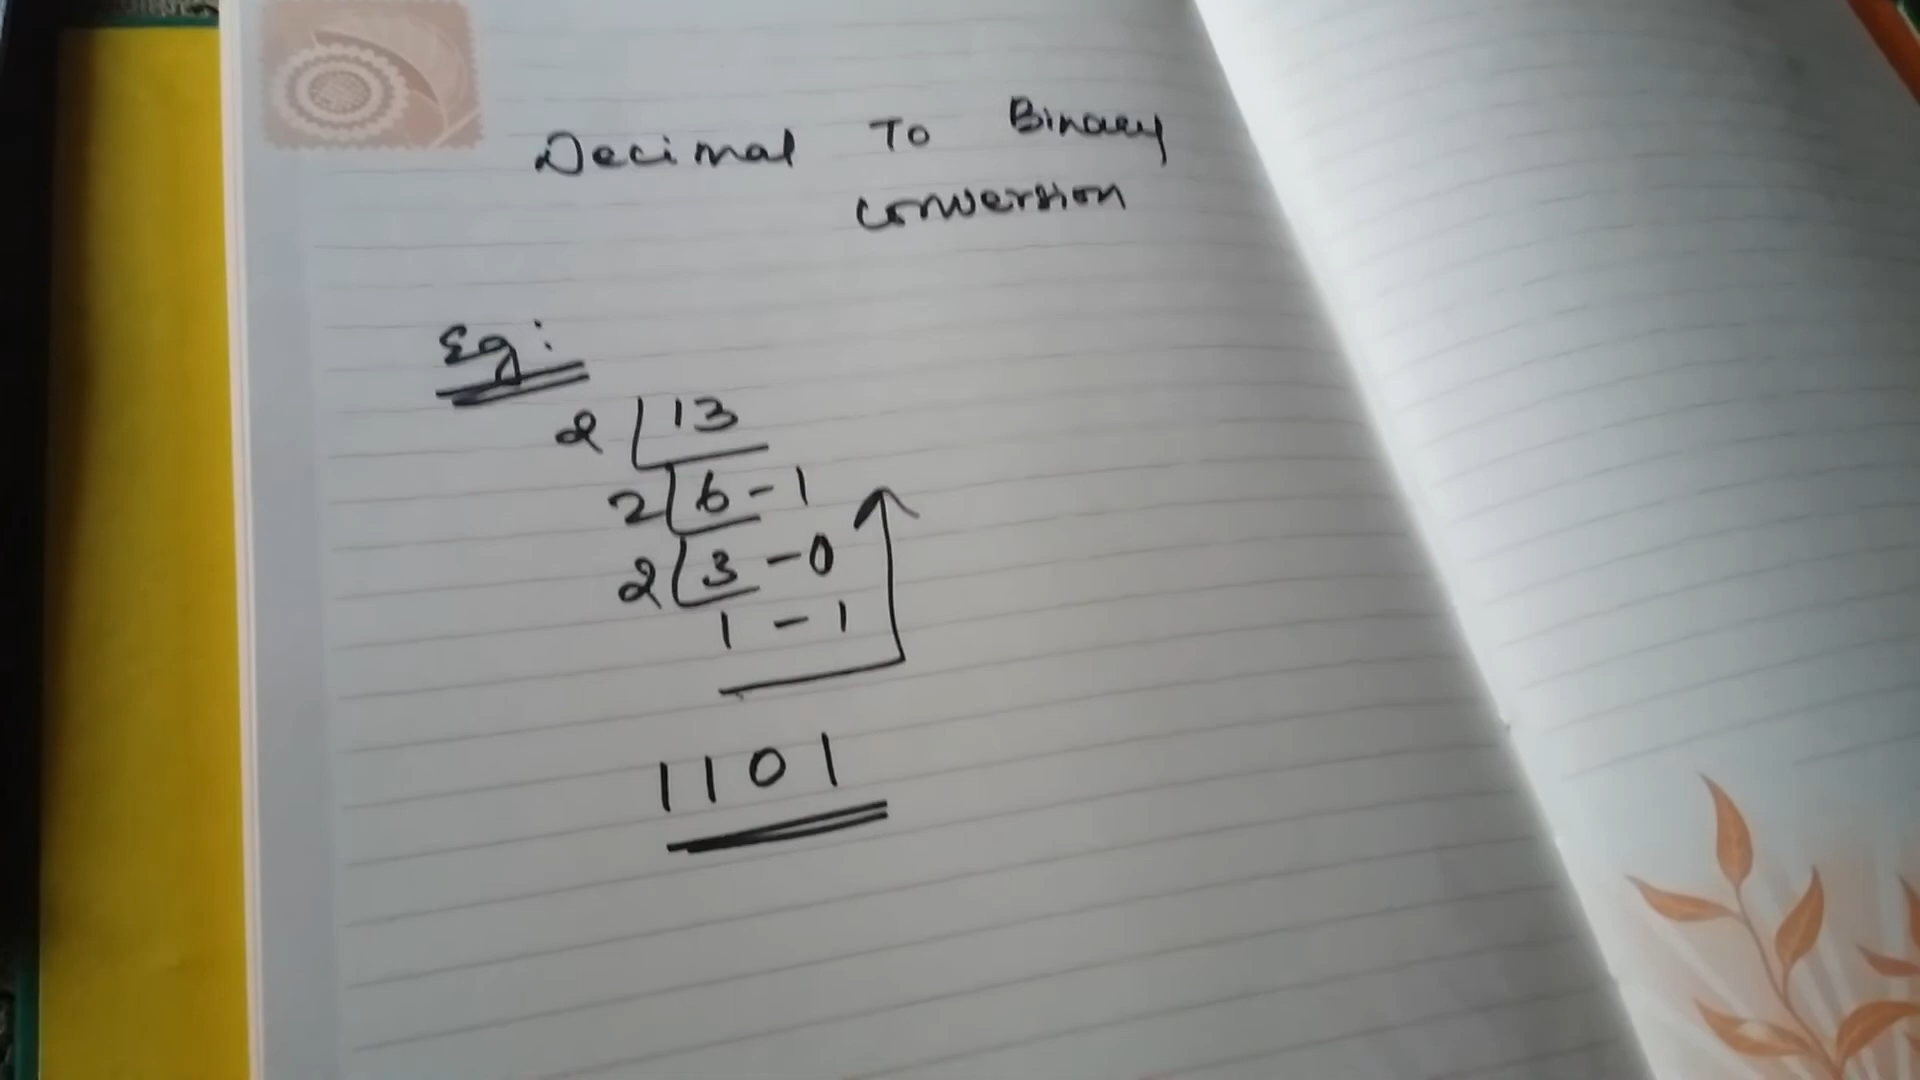 Decimal To Binary
conversion
Eg:
2 | 13
2 | 6 - 1
2 | 3 - 0
1 - 1
1101